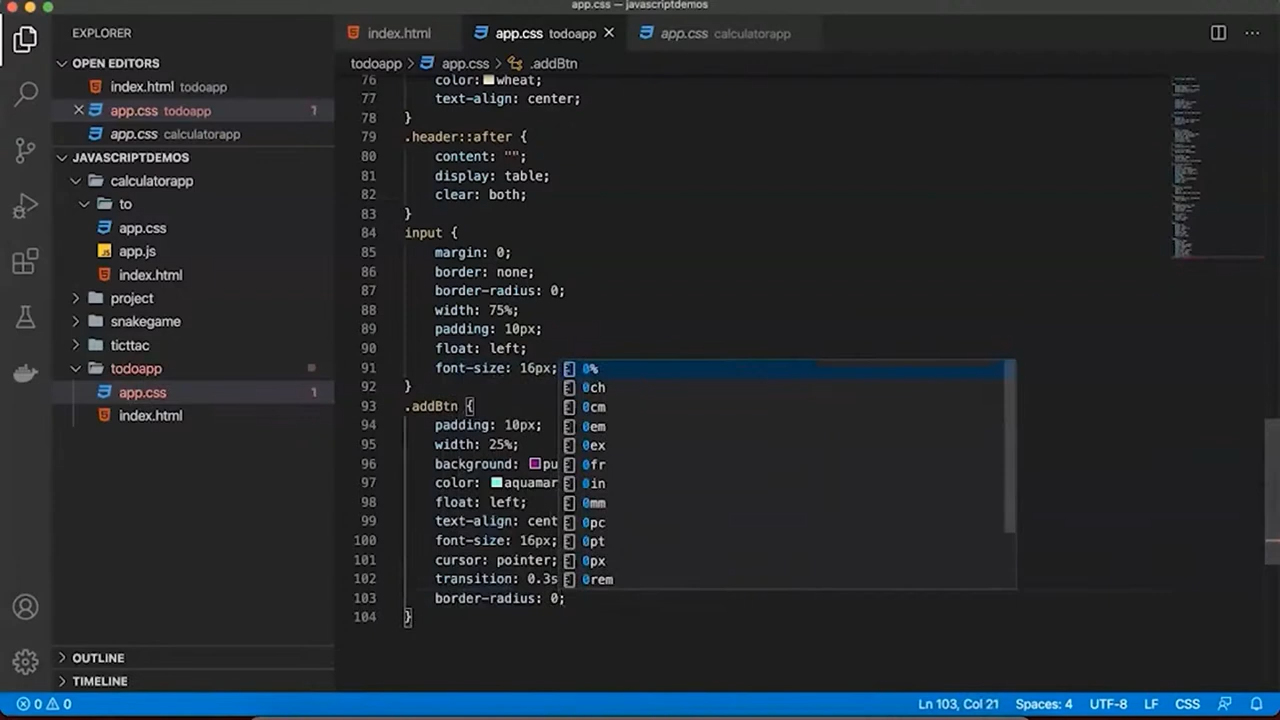 app.css — javascriptdemos
EXPLORER
index.html
app.css todoapp
app.css calculatorapp
OPEN EDITORS
index.html todoapp
app.css todoapp 1
app.css calculatorapp
JAVASCRIPTDEMOS
calculatorapp
to
app.css
app.js
index.html
project
snakegame
ticttac
todoapp
app.css 1
index.html
OUTLINE
TIMELINE
todoapp > app.css > .addBtn
76 color: wheat;
77 text-align: center;
78 }
79 .header::after {
80 content: "";
81 display: table;
82 clear: both;
83 }
84 input {
85 margin: 0;
86 border: none;
87 border-radius: 0;
88 width: 75%;
89 padding: 10px;
90 float: left;
91 font-size: 16px;
92 }
93 .addBtn {
94 padding: 10px;
95 width: 25%;
96 background: pu
97 color: aquamar
98 float: left;
99 text-align: cent
100 font-size: 16px;
101 cursor: pointer;
102 transition: 0.3s
103 border-radius: 0;
104 }
0%
0ch
0cm
0em
0ex
0fr
0in
0mm
0pc
0pt
0px
0rem
0 0
Ln 103, Col 21
Spaces: 4
UTF-8
LF
CSS